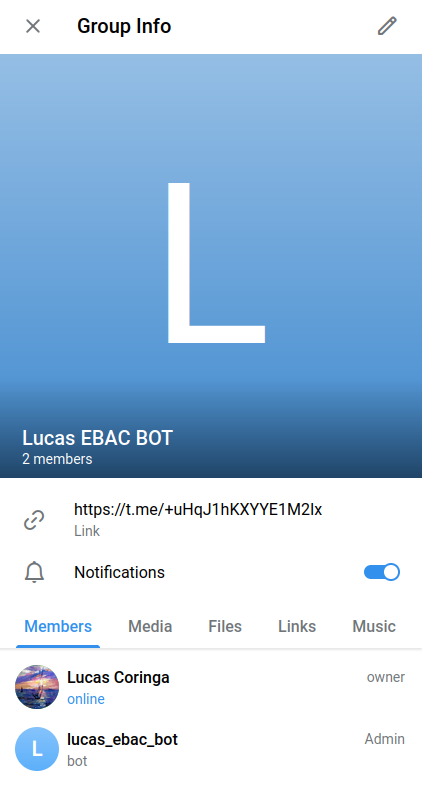 Group Info
L
Lucas EBAC BOT
2 members
https://t.me/+uHqJ1hKXYYE1M2Ix
Link
Notifications
Members Media Files Links Music
Lucas Coringa owner
online
L
lucas_ebac_bot Admin
bot